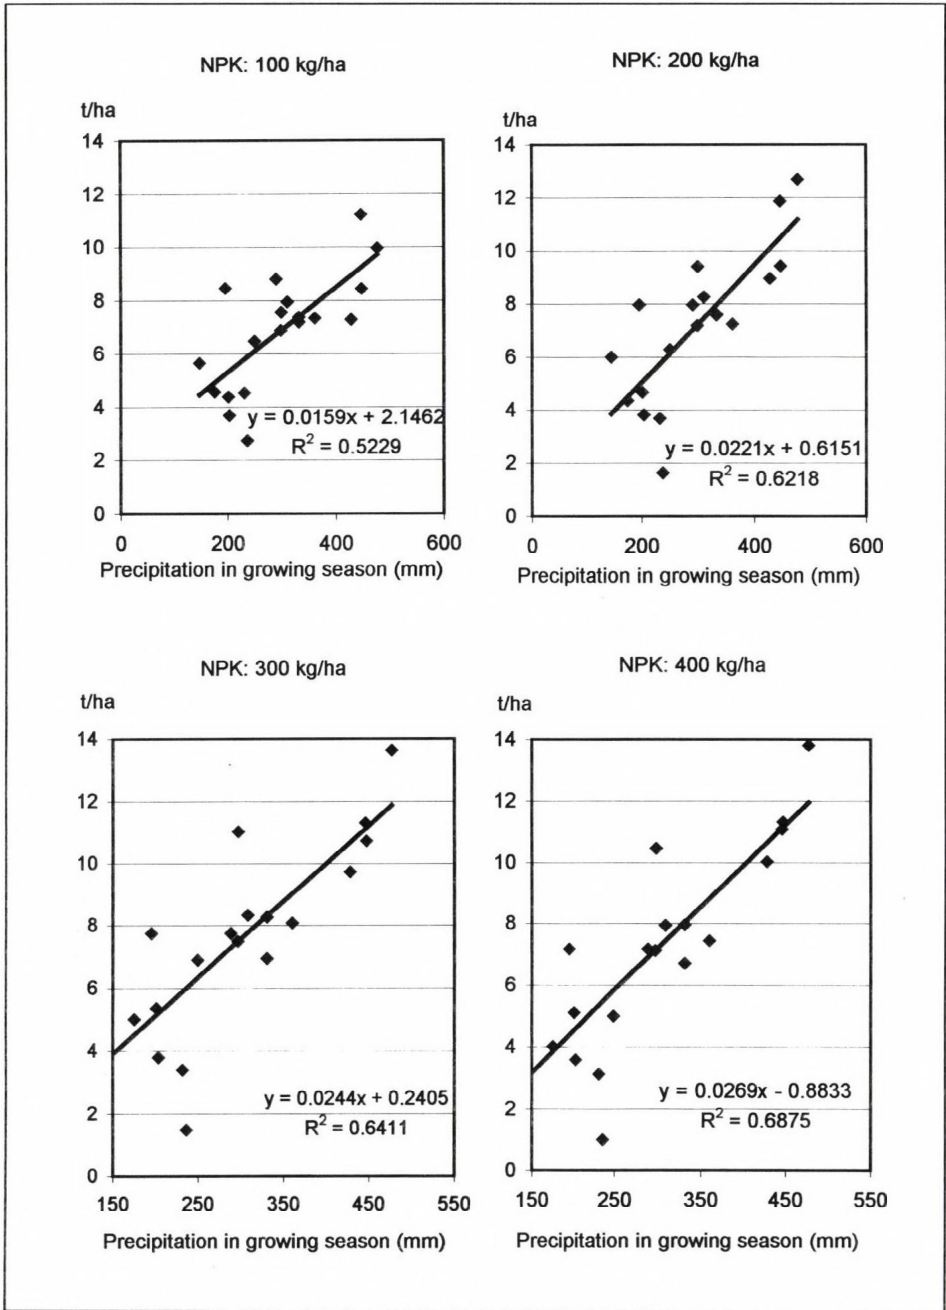 NPK: 100 kg/ha
t/ha
14
12
10
8
6
4
2
0
y = 0.0159x + 2.1462
R² = 0.5229
0 200 400 600
Precipitation in growing season (mm)
NPK: 200 kg/ha
t/ha
14
12
10
8
6
4
2
0
y = 0.0221x + 0.6151
R² = 0.6218
0 200 400 600
Precipitation in growing season (mm)
NPK: 300 kg/ha
t/ha
14
12
10
8
6
4
2
0
y = 0.0244x + 0.2405
R² = 0.6411
150 250 350 450 550
Precipitation in growing season (mm)
NPK: 400 kg/ha
t/ha
14
12
10
8
6
4
2
0
y = 0.0269x - 0.8833
R² = 0.6875
150 250 350 450 550
Precipitation in growing season (mm)